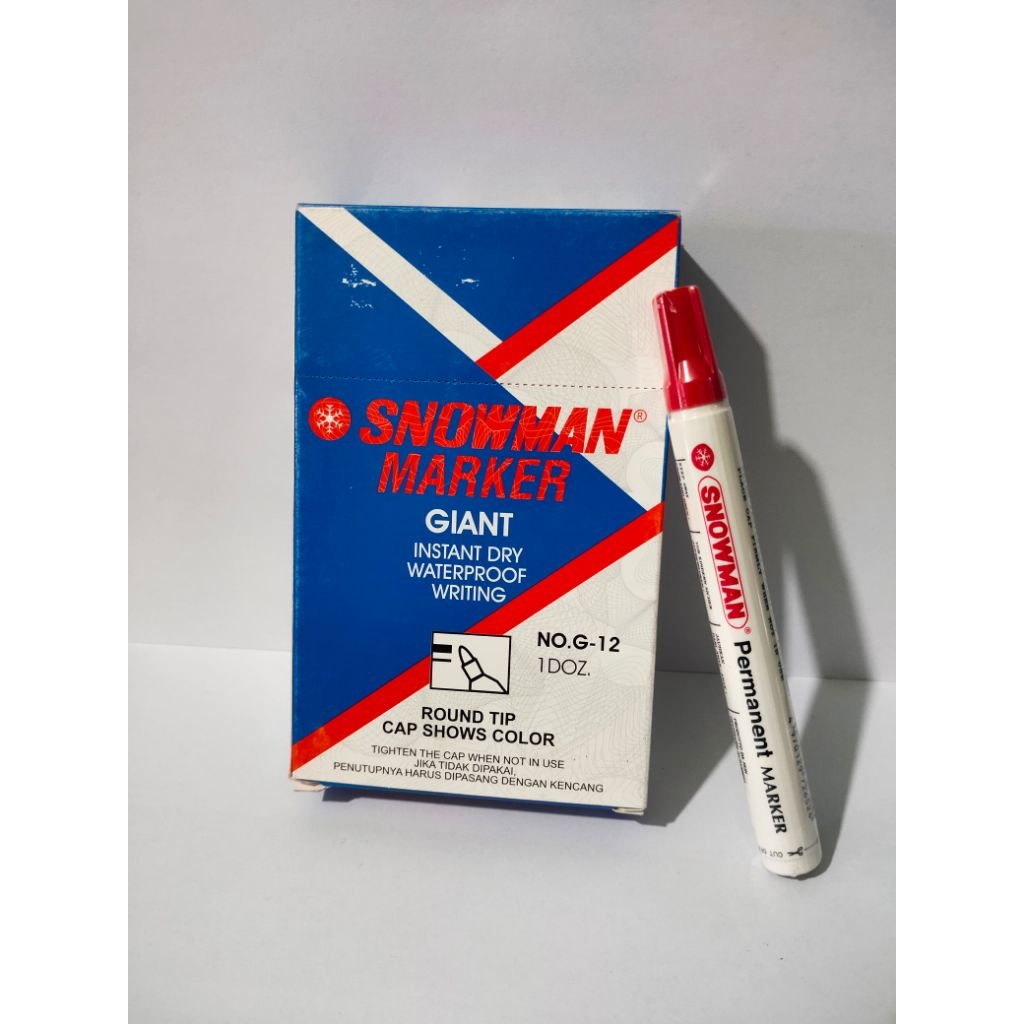 SNOWMAN®
MARKER
GIANT
INSTANT DRY
WATERPROOF
WRITING
NO.G-12
1DOZ.
ROUND TIP
CAP SHOWS COLOR
TIGHTEN THE CAP WHEN NOT IN USE
JIKA TIDAK DIPAKAI,
PENUTUPNYA HARUS DIPASANG DENGAN KENCANG
SNOWMAN®
Permanent MARKER
CUT